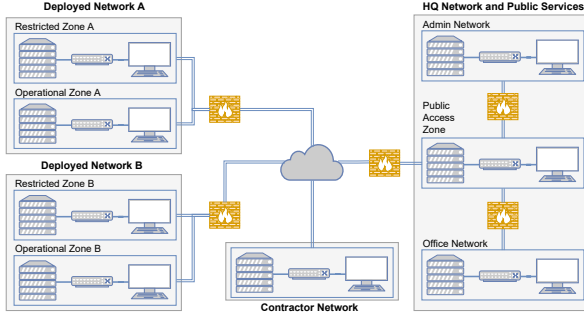 Deployed Network A
Restricted Zone A
Operational Zone A
Deployed Network B
Restricted Zone B
Operational Zone B
Contractor Network
HQ Network and Public Services
Admin Network
Public
Access
Zone
Office Network